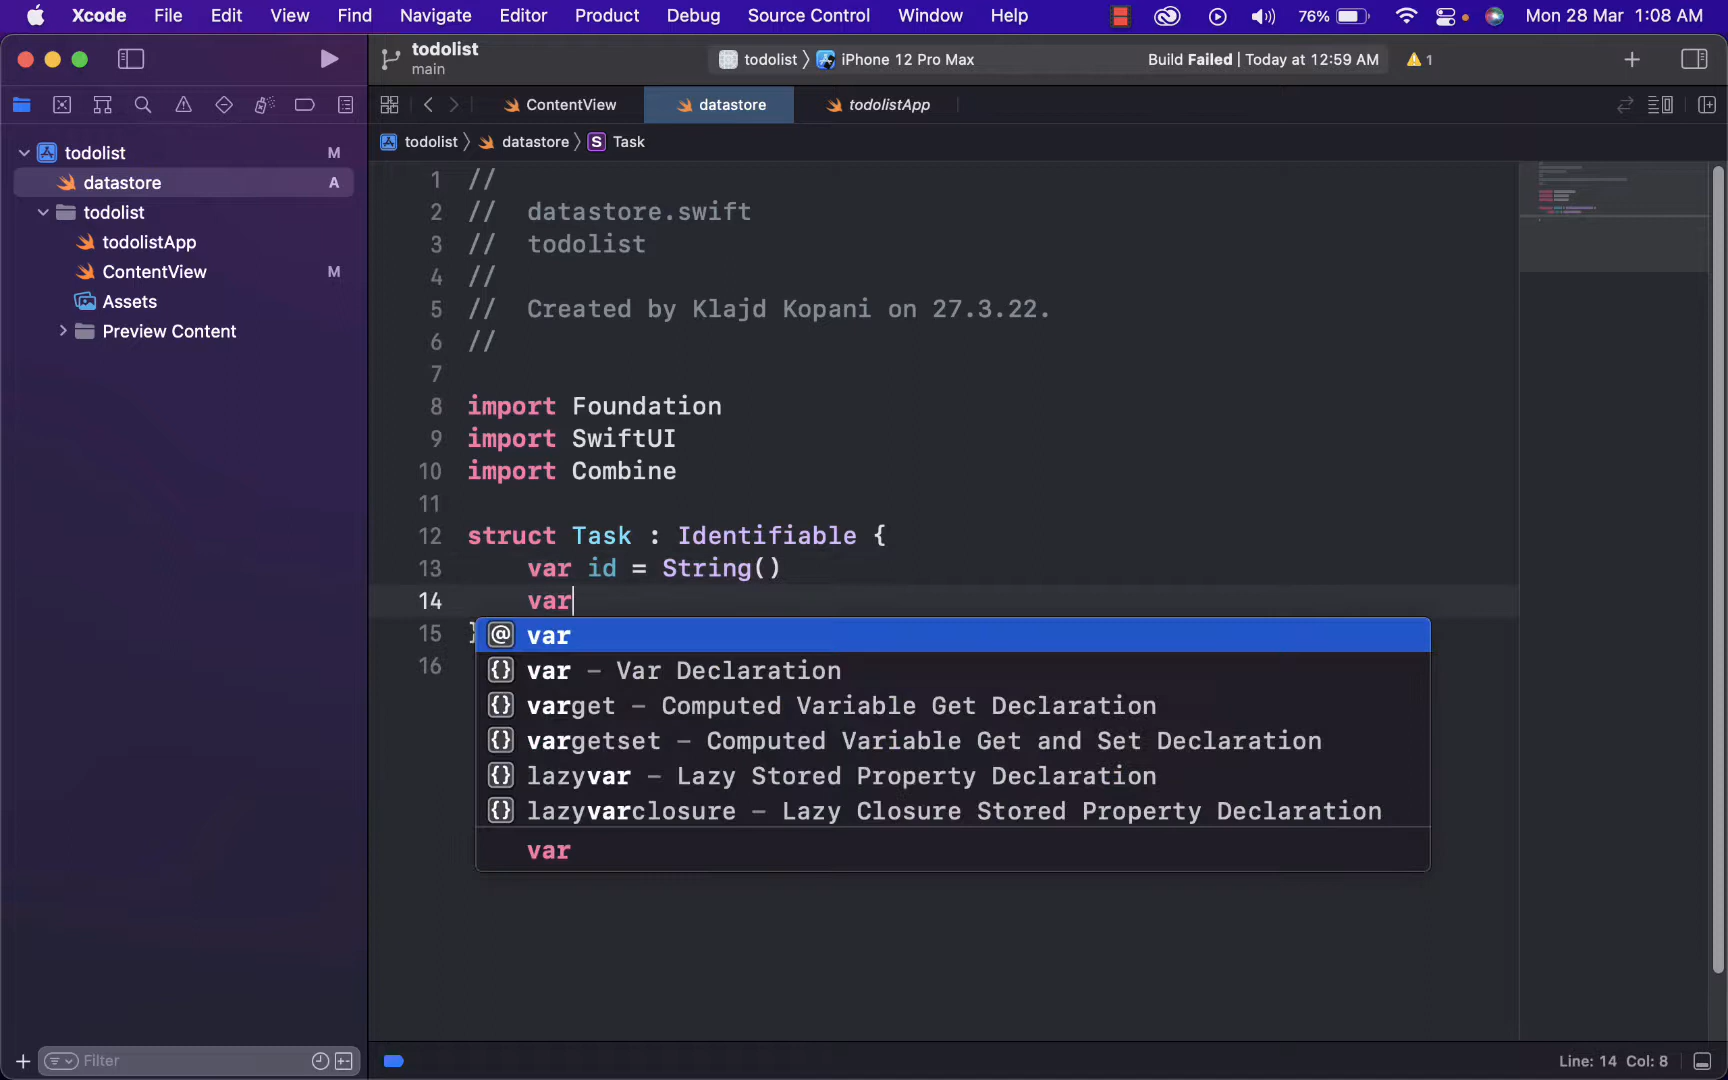 Xcode File Edit View Find Navigate Editor Product Debug Source Control Window Help 76% Mon 28 Mar 1:08 AM
todolist
main
todolist 〉 iPhone 12 Pro Max Build Failed | Today at 12:59 AM 1
ContentView datastore todolistApp
todolist 〉 datastore 〉 S Task
todolist M
datastore A
todolist
todolistApp
ContentView M
Assets
Preview Content
1 //
2 //  datastore.swift
3 //  todolist
4 //
5 //  Created by Klajd Kopani on 27.3.22.
6 //
7
8 import Foundation
9 import SwiftUI
10 import Combine
11
12 struct Task : Identifiable {
13     var id = String()
14     var
15 }
16
@ var
{} var – Var Declaration
{} varget – Computed Variable Get Declaration
{} vargetset – Computed Variable Get and Set Declaration
{} lazyvar – Lazy Stored Property Declaration
{} lazyvarclosure – Lazy Closure Stored Property Declaration
var
Filter
Line: 14 Col: 8